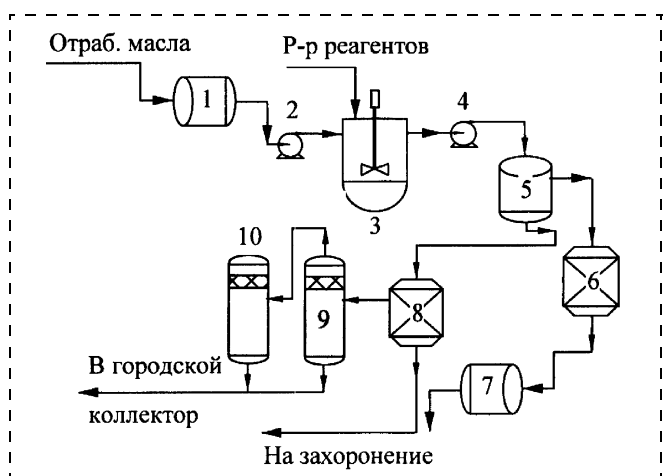 Отраб. масла
Р-р реагентов
1
2
3
4
5
6
10
9
8
7
В городской
коллектор
На захоронение